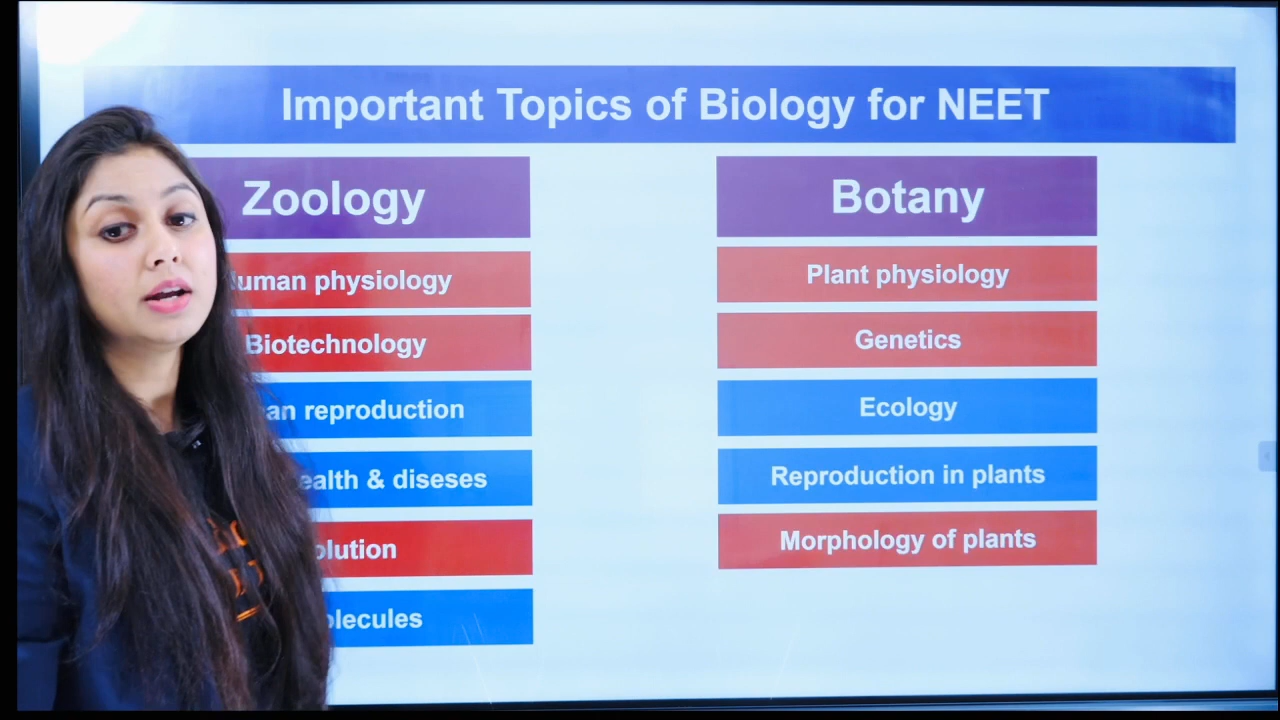 Important Topics of Biology for NEET
Zoology
uman physiology
Biotechnology
an reproduction
ealth & diseses
olution
olecules
Botany
Plant physiology
Genetics
Ecology
Reproduction in plants
Morphology of plants